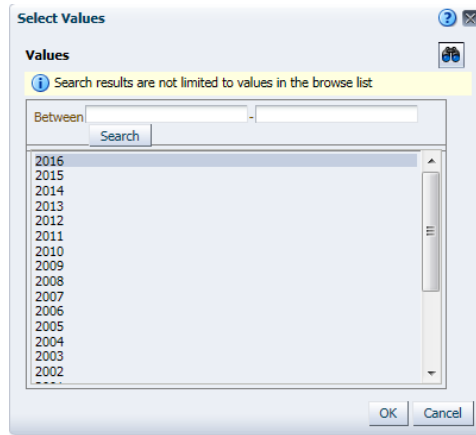 Select Values
Values
Search results are not limited to values in the browse list
Between -
Search
2016
2015
2014
2013
2012
2011
2010
2009
2008
2007
2006
2005
2004
2003
2002
OK Cancel